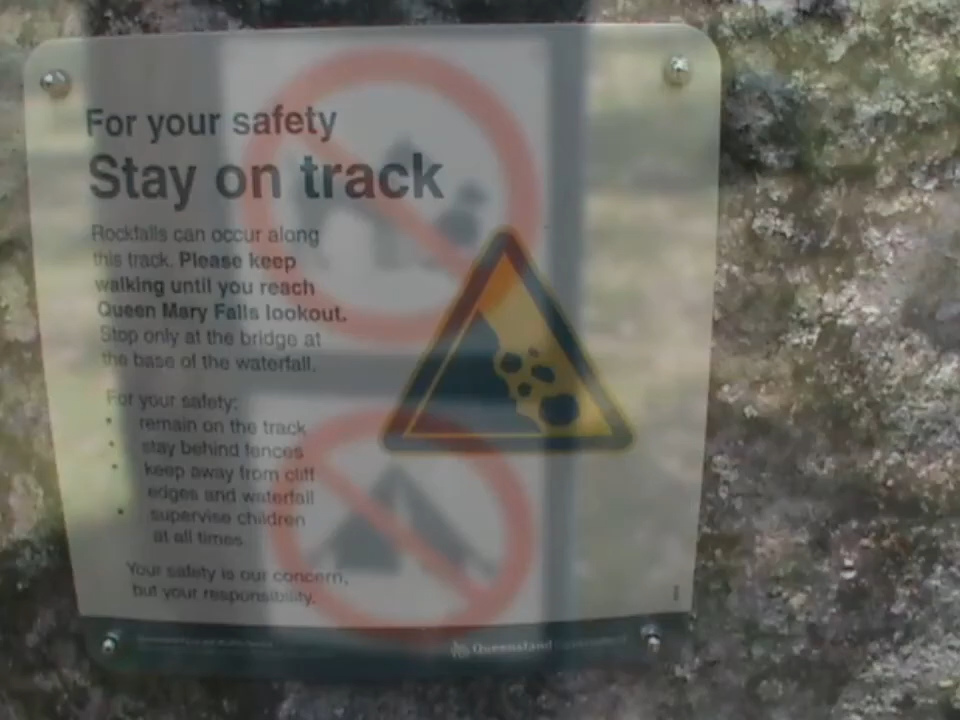 For your safety
Stay on track
Rockfalls can occur along
this track. Please keep
walking until you reach
Queen Mary Falls lookout.
Stop only at the bridge at
the base of the waterfall.
For your safety:
• remain on the track
• stay behind fences
• keep away from cliff
edges and waterfall
• supervise children
at all times
Your safety is our concern,
but your responsibility.
Queensland